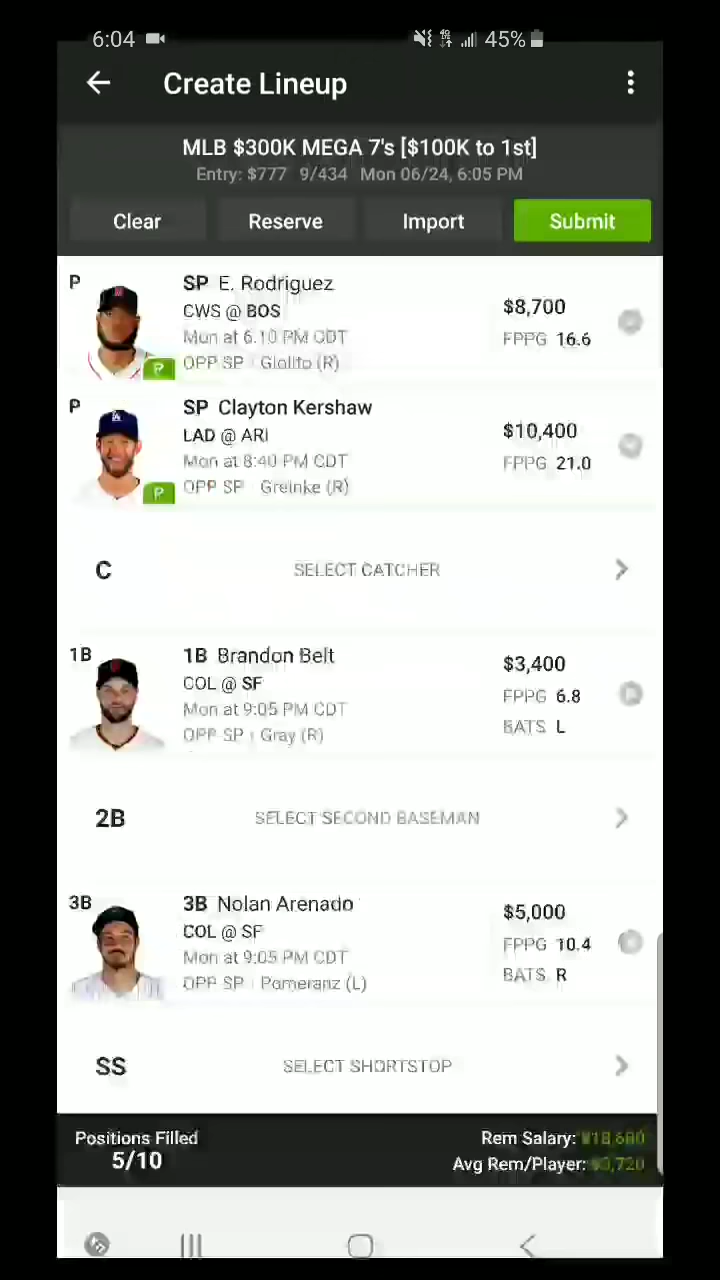 6:04
45%
Create Lineup
MLB $300K MEGA 7's [$100K to 1st]
Entry: $777 9/434 Mon 06/24, 6:05 PM
Clear Reserve Import Submit
P SP E. Rodriguez
CWS @ BOS $8,700
Mon at 6:10 PM CDT FPPG 16.6
OPP SP Giolito (R)
P
P SP Clayton Kershaw
LAD @ ARI $10,400
Mon at 8:40 PM CDT FPPG 21.0
OPP SP Greinke (R)
P
C SELECT CATCHER
1B 1B Brandon Belt $3,400
COL @ SF FPPG 6.8
Mon at 9:05 PM CDT BATS L
OPP SP Gray (R)
2B SELECT SECOND BASEMAN
3B 3B Nolan Arenado $5,000
COL @ SF FPPG 10.4
Mon at 9:05 PM CDT BATS R
OPP SP Pomeranz (L)
SS SELECT SHORTSTOP
Positions Filled Rem Salary:
5/10 Avg Rem/Player: